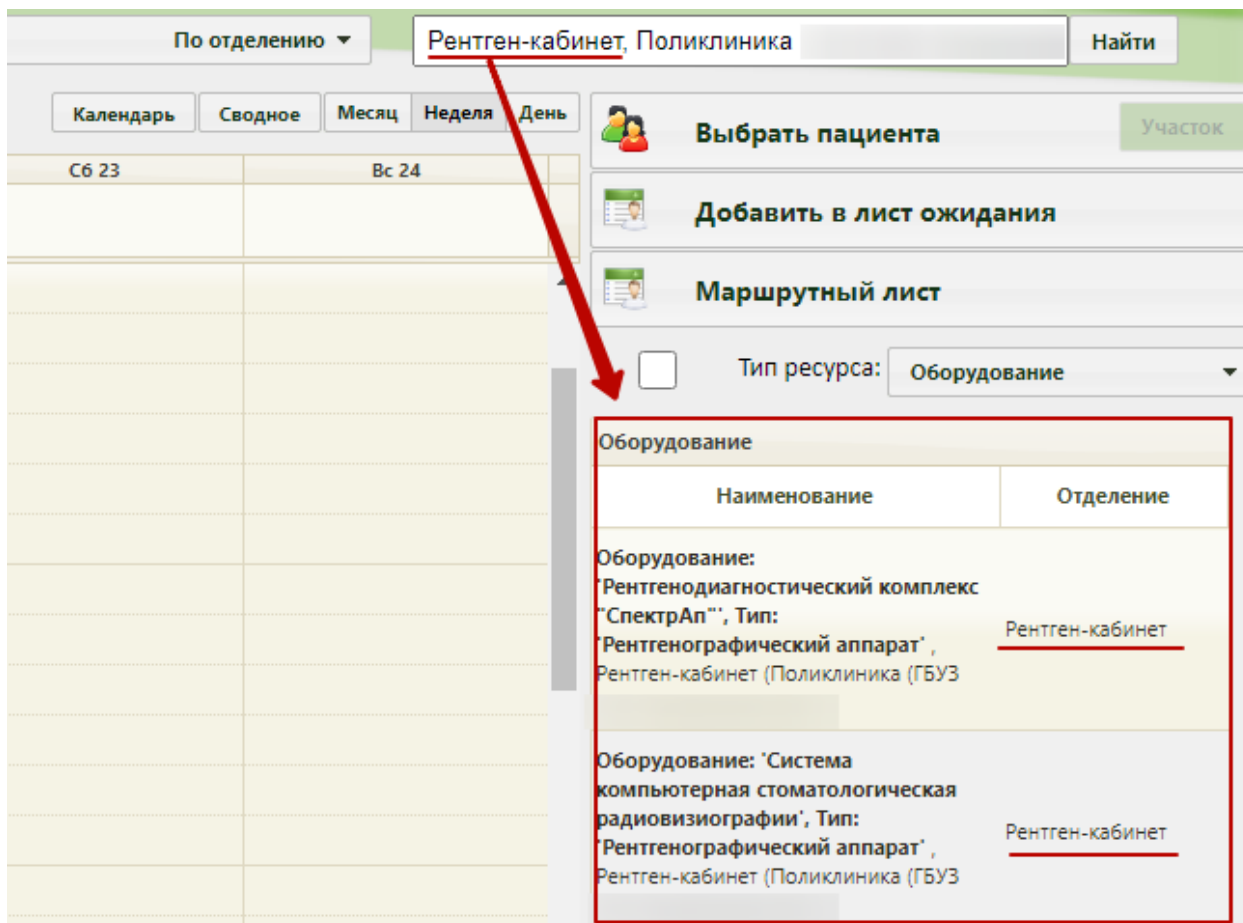 По отделению
Рентген-кабинет, Поликлиника
Найти
Календарь
Сводное
Месяц
Неделя
День
Сб 23
Вс 24
Выбрать пациента
Участок
Добавить в лист ожидания
Маршрутный лист
Тип ресурса:
Оборудование
Оборудование
Наименование
Отделение
Оборудование:
'Рентгенодиагностический комплекс
"СпектрАп"', Тип:
'Рентгенографический аппарат' ,
Рентген-кабинет (Поликлиника (ГБУЗ
Рентген-кабинет
Оборудование: 'Система
компьютерная стоматологическая
радиовизиографии', Тип:
'Рентгенографический аппарат' ,
Рентген-кабинет (Поликлиника (ГБУЗ
Рентген-кабинет